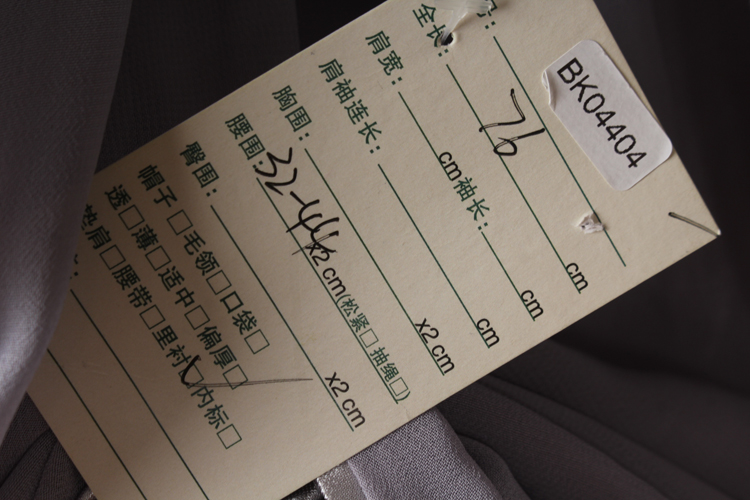 BK04404
全长: 76 cm
肩宽: cm 袖长: cm
肩袖连长: cm
胸围: x2 cm
腰围: 32-44 x2 cm(松紧□ 抽绳□)
臀围: x2 cm
帽子□毛领□口袋□
透□薄□适中□偏厚□
垫肩□腰带□里衬☑内标□